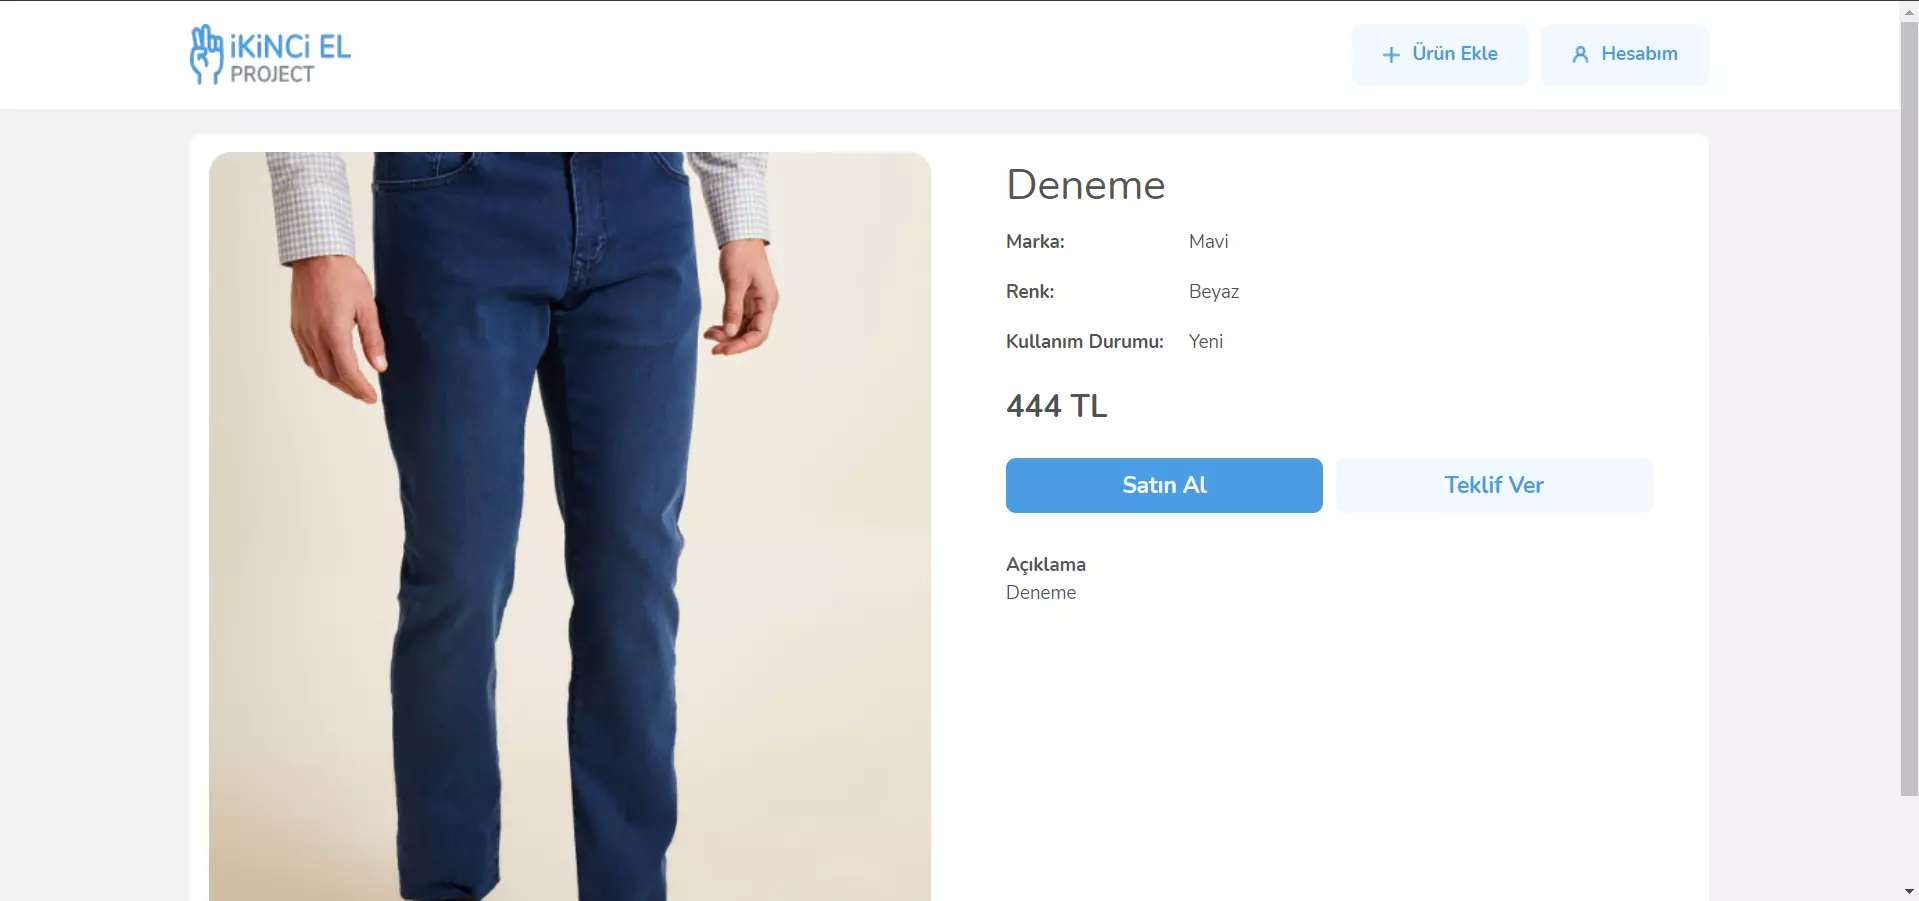 iKiNCi EL
PROJECT
Ürün Ekle
Hesabım
Deneme
Marka: Mavi
Renk: Beyaz
Kullanım Durumu: Yeni
444 TL
Satın Al
Teklif Ver
Açıklama
Deneme